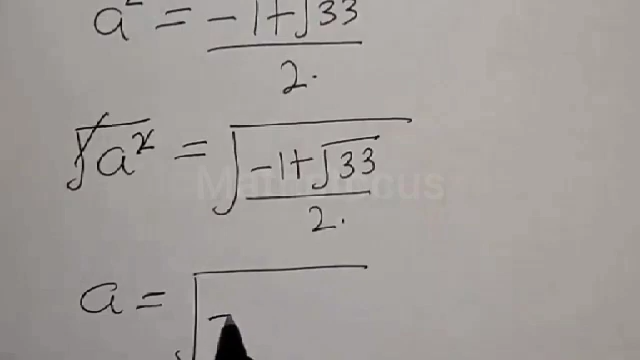 a² = -1+√33 / 2.
√a² = √(-1+√33 / 2.)
a = √-